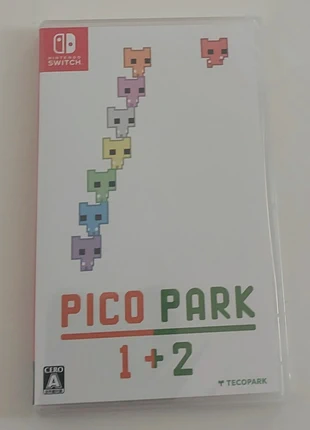 NINTENDO
SWITCH
PICO PARK
1+2
CERO
A
TECOPARK